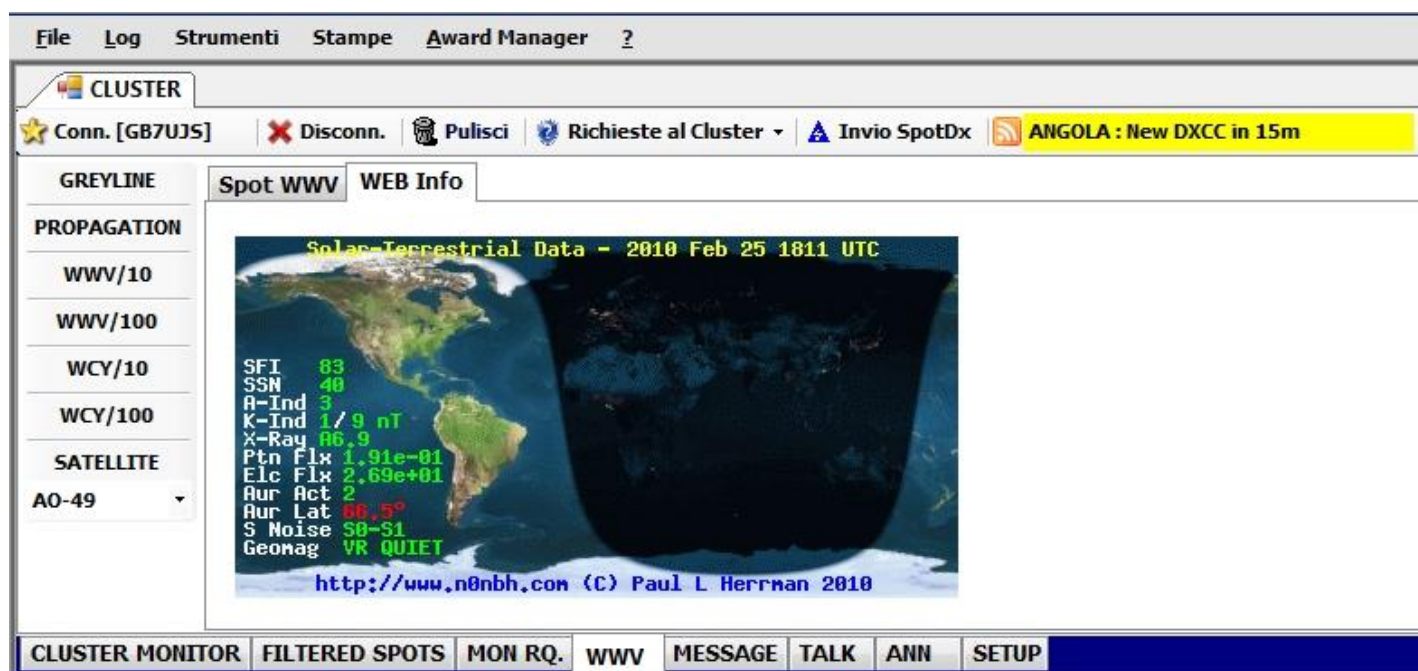 File Log Strumenti Stampe Award Manager ?
CLUSTER
Conn. [GB7UJS] Disconn. Pulisci Richieste al Cluster Invio SpotDx ANGOLA : New DXCC in 15m
GREYLINE
PROPAGATION
WWV/10
WWV/100
WCY/10
WCY/100
SATELLITE
AO-49
Spot WWV WEB Info
Solar-Terrestrial Data - 2010 Feb 25 1811 UTC
SFI 83
SSN 40
A-Ind 3
K-Ind 1/9 nT
X-Ray A6.9
Ptn Flx 1.91e-01
Elc Flx 2.69e+01
Aur Act 2
Aur Lat 66.5°
S Noise S0-S1
Geomag VR QUIET
http://www.n0nbh.com (C) Paul L Herrman 2010
CLUSTER MONITOR FILTERED SPOTS MON RQ. WWV MESSAGE TALK ANN SETUP